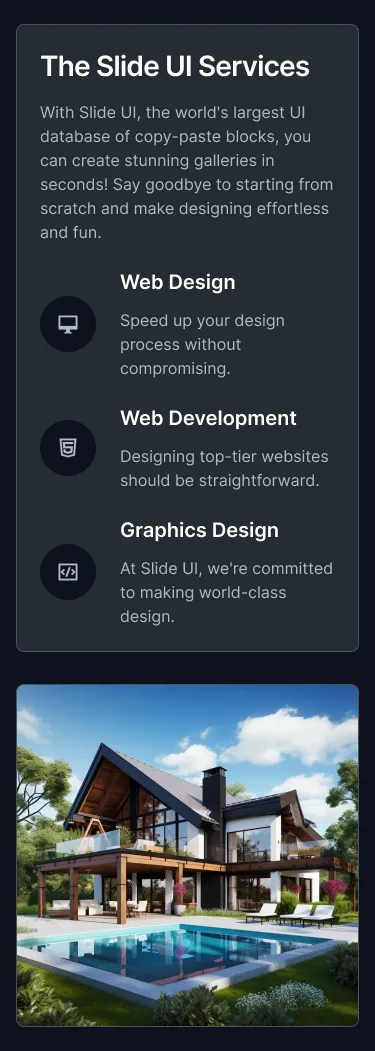 The Slide UI Services
With Slide UI, the world's largest UI
database of copy-paste blocks, you
can create stunning galleries in
seconds! Say goodbye to starting from
scratch and make designing effortless
and fun.
Web Design
Speed up your design
process without
compromising.
Web Development
Designing top-tier websites
should be straightforward.
Graphics Design
At Slide UI, we're committed
to making world-class
design.